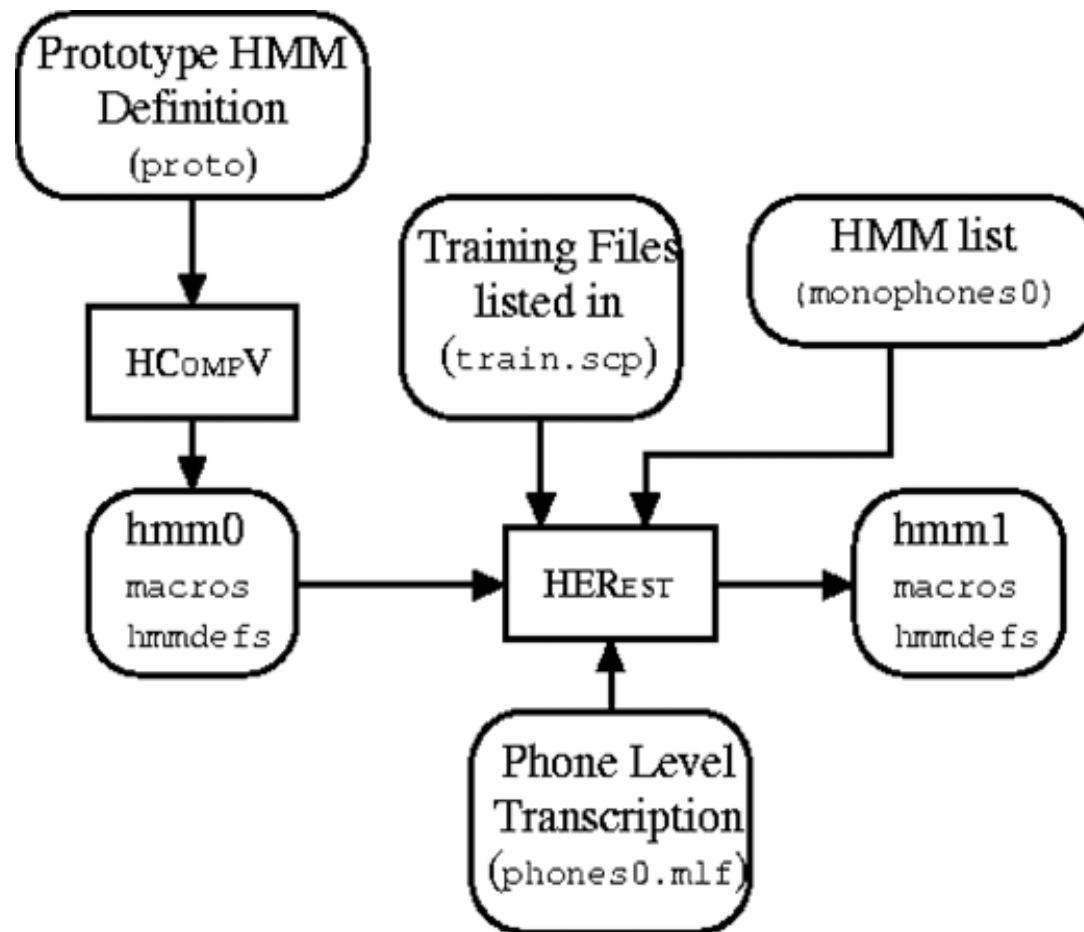 Prototype HMM
Definition
(proto)
Training Files
listed in
(train.scp)
HMM list
(monophones0)
HCOMPV
hmm0
macros
hmmdefs
HEREST
hmm1
macros
hmmdefs
Phone Level
Transcription
(phones0.mlf)